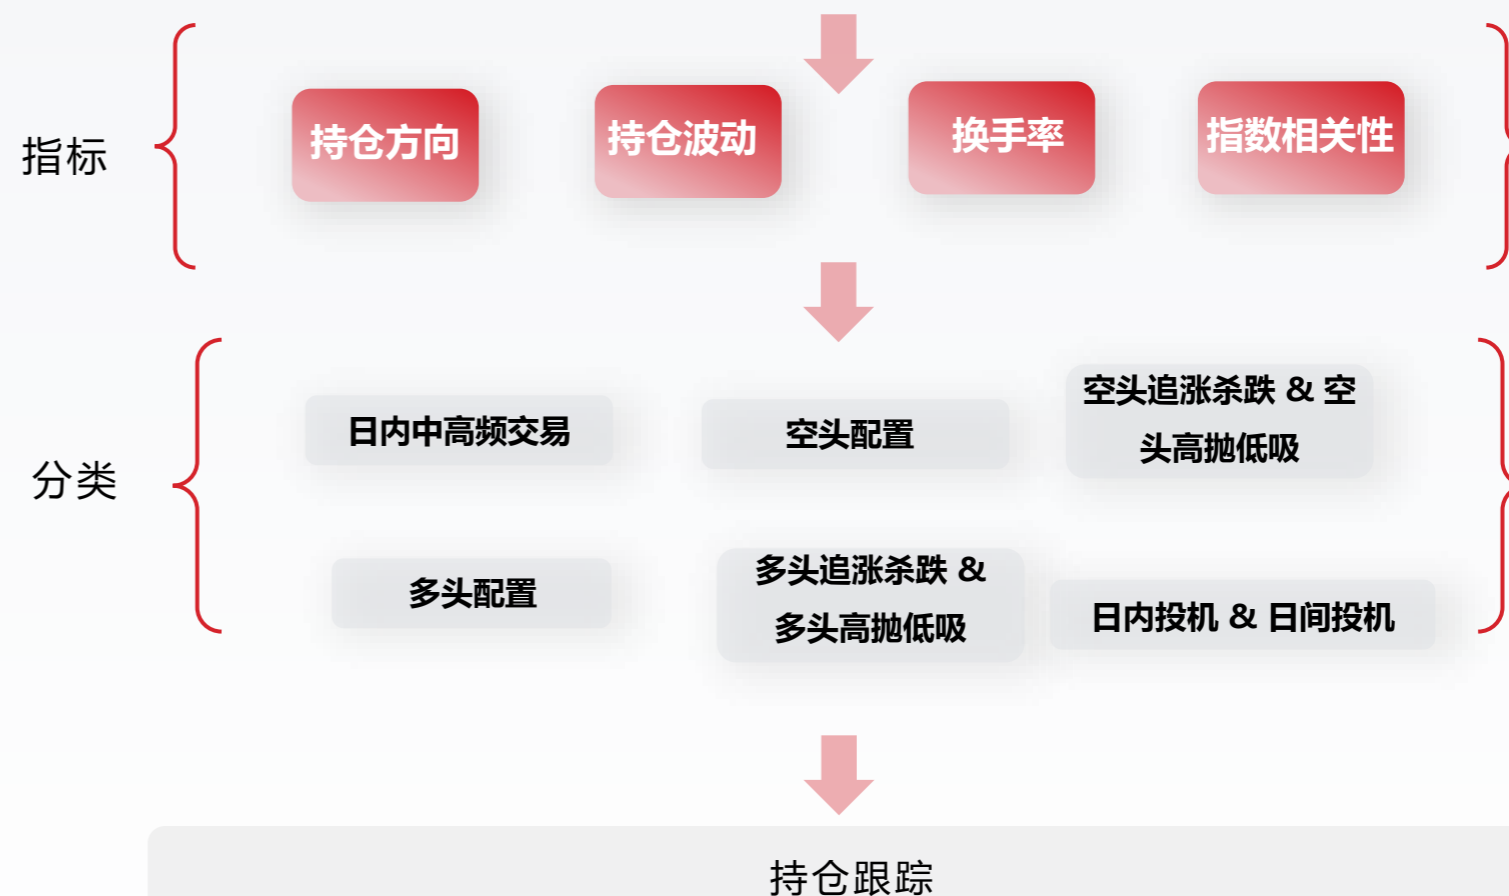 指标
持仓方向
持仓波动
换手率
指数相关性
分类
日内中高频交易
空头配置
空头追涨杀跌 & 空
头高抛低吸
多头配置
多头追涨杀跌 &
多头高抛低吸
日内投机 & 日间投机
持仓跟踪